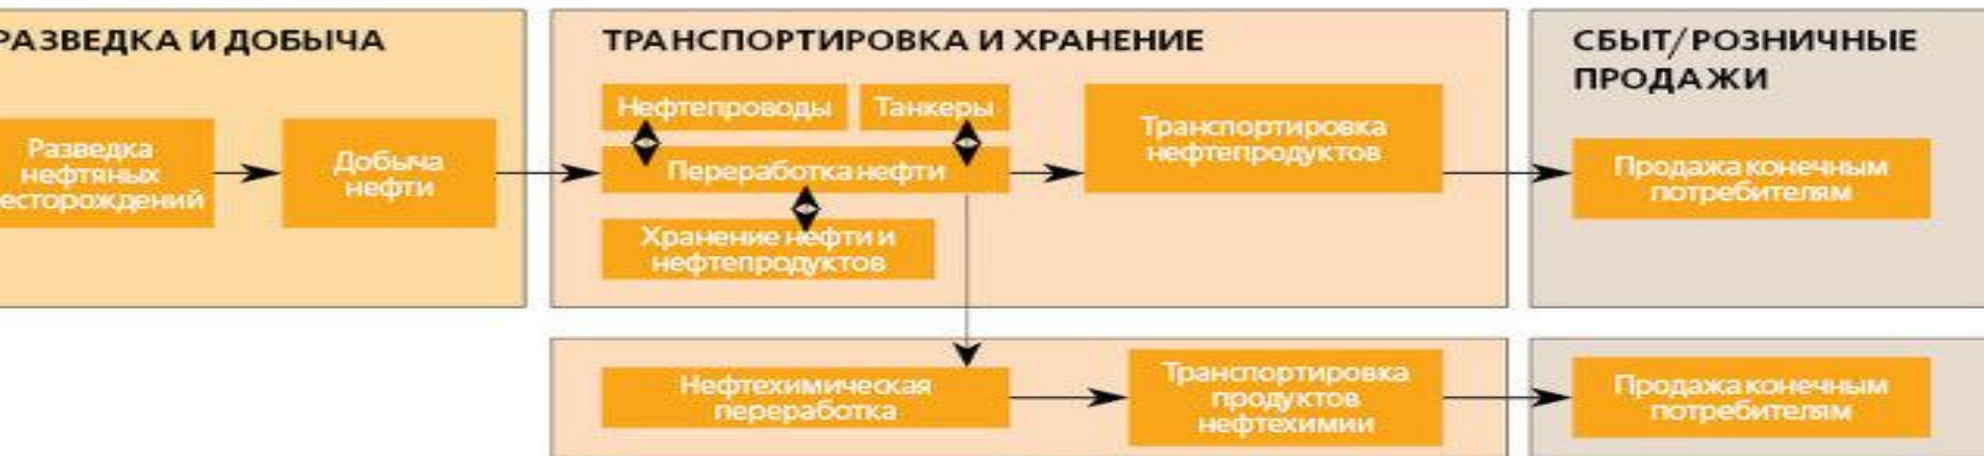 РАЗВЕДКА И ДОБЫЧА
Разведка
нефтяных
есторождений
Добыча
нефти
ТРАНСПОРТИРОВКА И ХРАНЕНИЕ
Нефтепроводы
Танкеры
Переработка нефти
Хранение нефти и
нефтепродуктов
Транспортировка
нефтепродуктов
СБЫТ/РОЗНИЧНЫЕ
ПРОДАЖИ
Продажа конечным
потребителям
Нефтехимическая
переработка
Транспортировка
продуктов
нефтехимии
Продажа конечным
потребителям